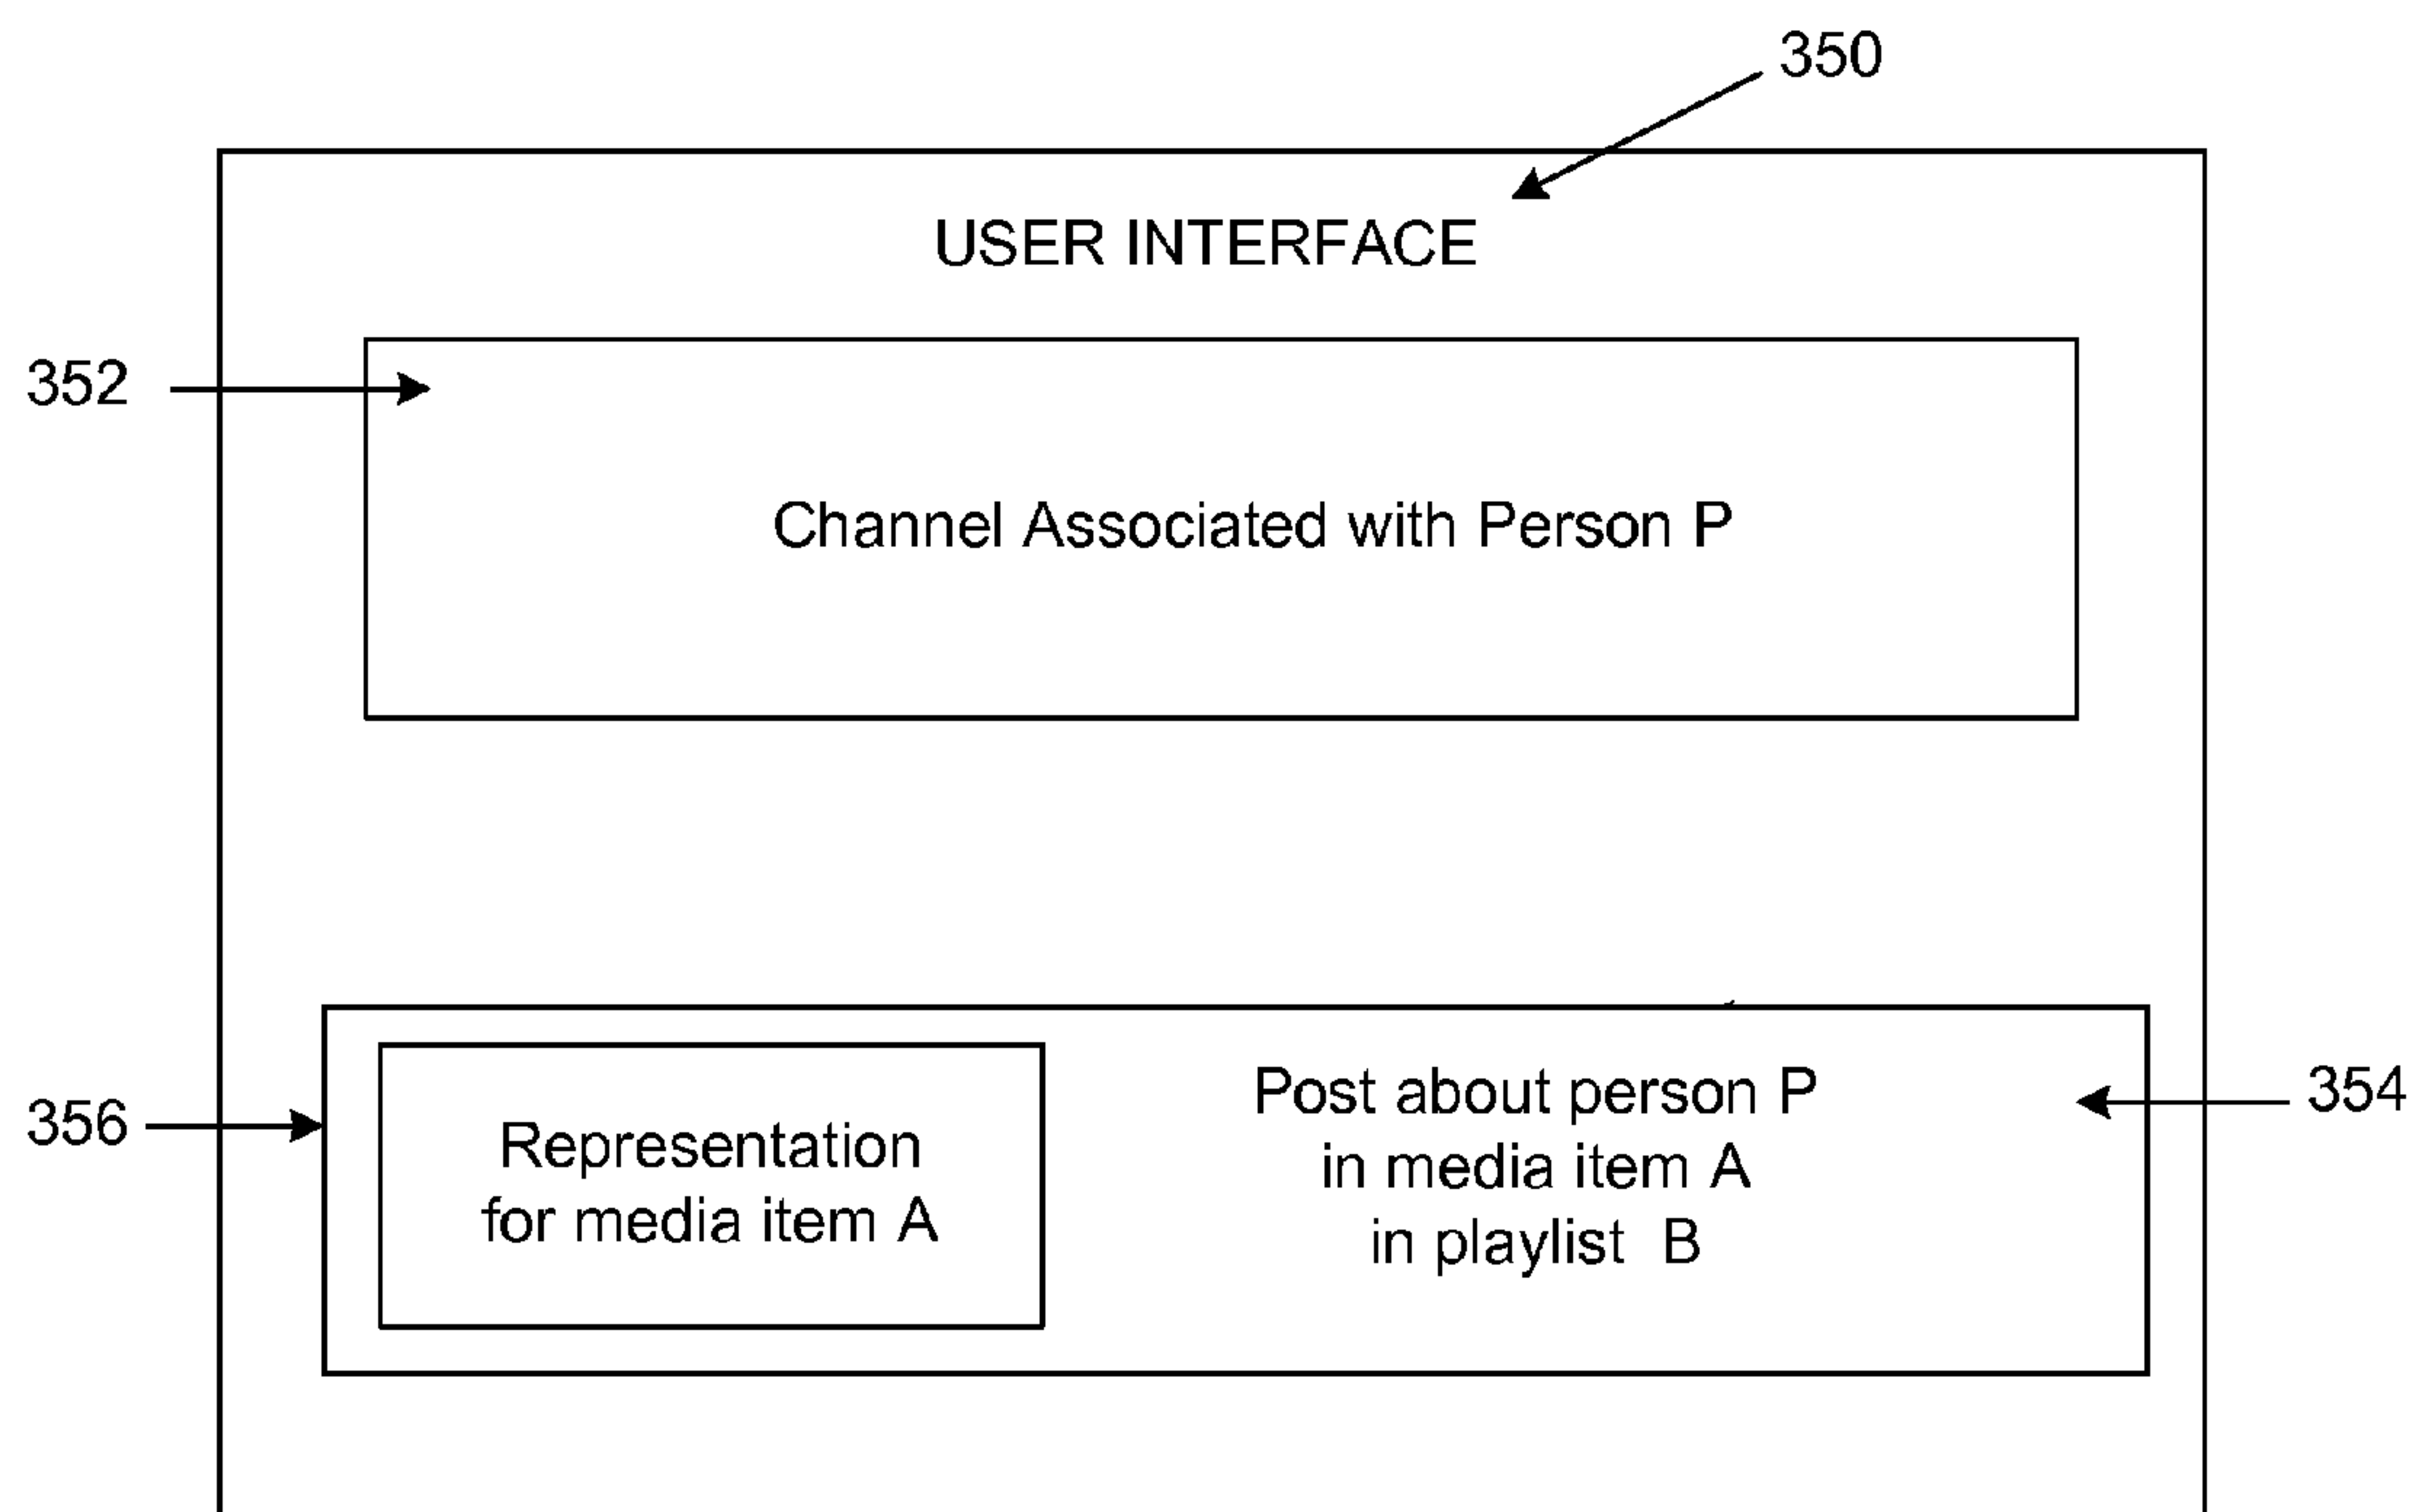 350
USER INTERFACE
352
Channel Associated with Person P
356
Representation
for media item A
Post about person P
in media item A
in playlist B
354